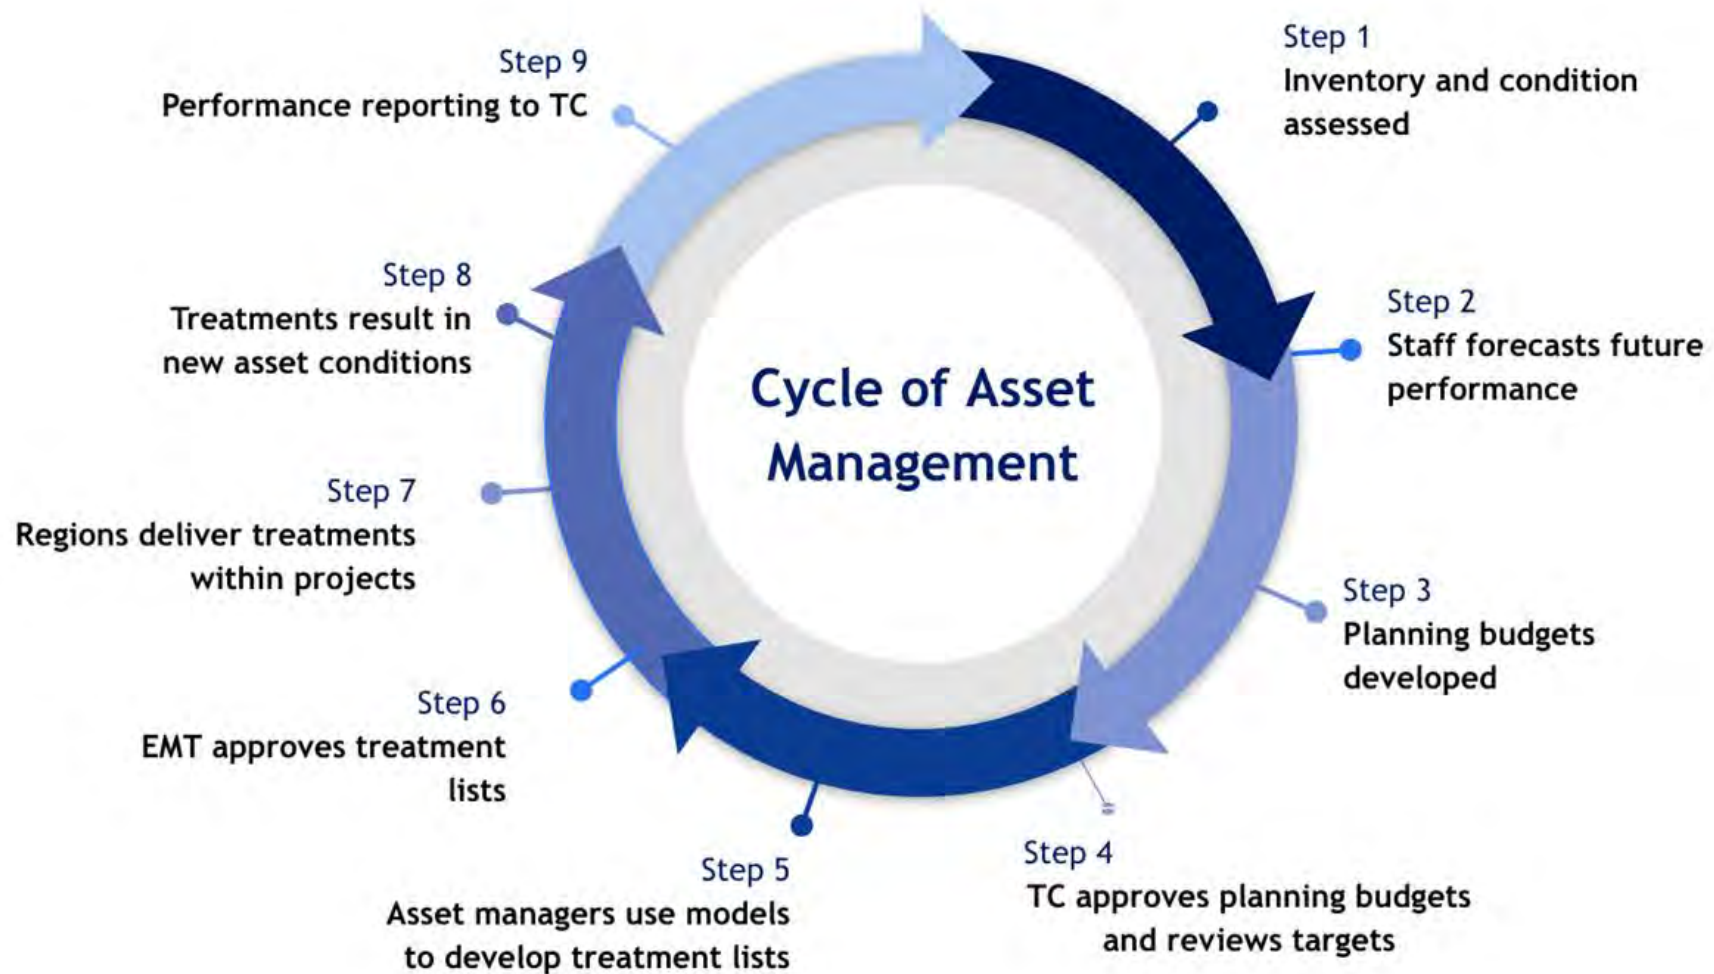 Cycle of Asset
Management
Step 1
Inventory and condition
assessed
Step 2
Staff forecasts future
performance
Step 3
Planning budgets
developed
Step 4
TC approves planning budgets
and reviews targets
Step 5
Asset managers use models
to develop treatment lists
Step 6
EMT approves treatment
lists
Step 7
Regions deliver treatments
within projects
Step 8
Treatments result in
new asset conditions
Step 9
Performance reporting to TC